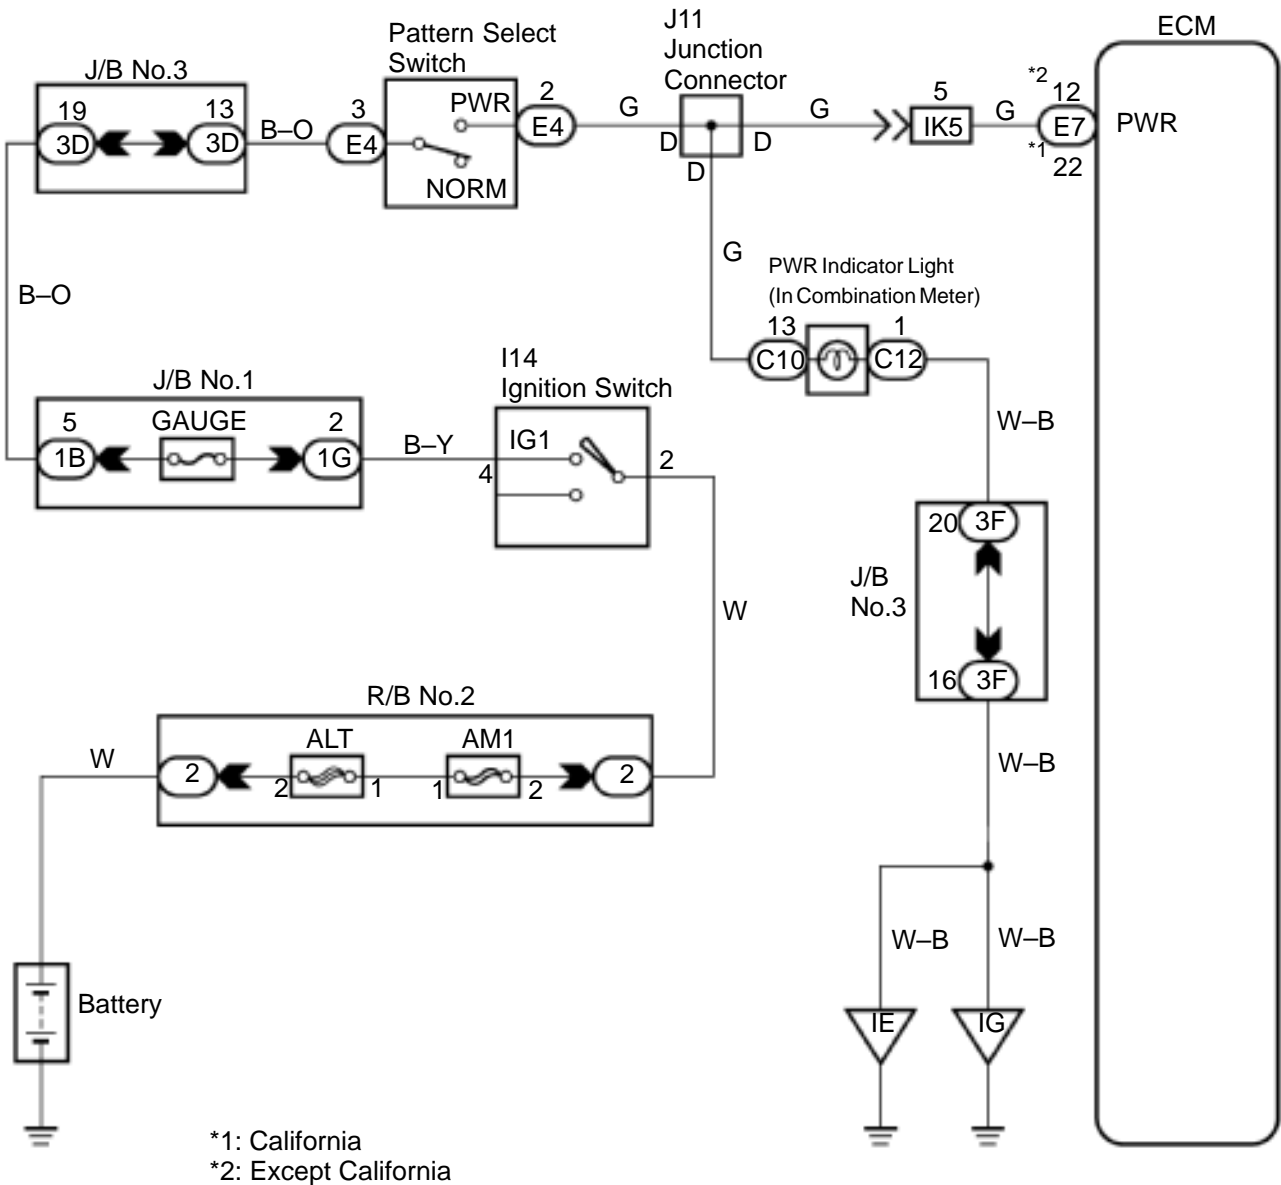 ECM
J11
Junction
Connector
Pattern Select
Switch
J/B No.3
19
3D
13
3D
B–O
3
E4
PWR
NORM
2
E4
G
D
D
D
G
5
IK5
G
*2
12
E7
*1
22
PWR
G
PWR Indicator Light
(In Combination Meter)
13
C10
1
C12
B–O
W–B
J/B No.1
5
1B
GAUGE
2
1G
B–Y
I14
Ignition Switch
IG1
4
2
20
3F
J/B
No.3
16
3F
W
R/B No.2
W
2
ALT
2
1
AM1
1
2
2
W–B
W–B
W–B
IE
IG
Battery
*1: California
*2: Except California